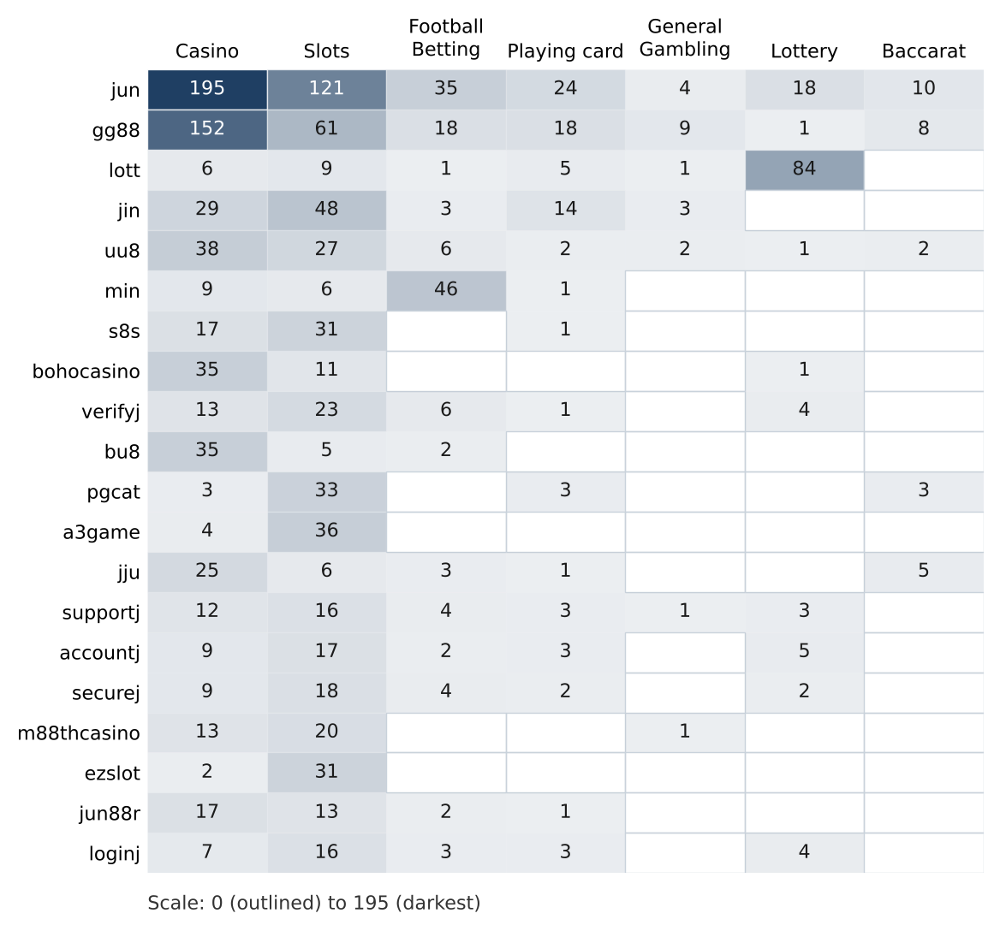 Football
General
Casino
Slots
Betting
Playing card
Gambling
Lottery
Baccarat
jun 195 121 35 24 4 18 10
gg88 152 61 18 18 9 1 8
lott 6 9 1 5 1 84
jin 29 48 3 14 3
uu8 38 27 6 2 2 1 2
min 9 6 46 1
s8s 17 31 1
bohocasino 35 11 1
verifyj 13 23 6 1 4
bu8 35 5 2
pgcat 3 33 3 3
a3game 4 36
jju 25 6 3 1 5
supportj 12 16 4 3 1 3
accountj 9 17 2 3 5
securej 9 18 4 2 2
m88thcasino 13 20 1
ezslot 2 31
jun88r 17 13 2 1
loginj 7 16 3 3 4
Scale: 0 (outlined) to 195 (darkest)